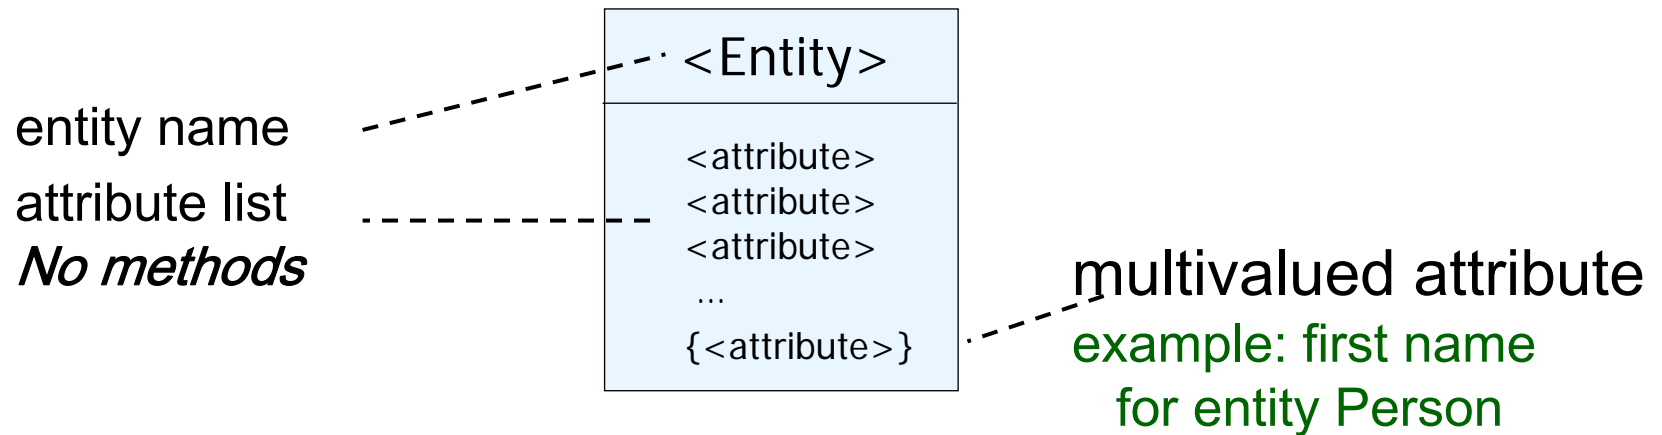 <Entity>
entity name
attribute list
No methods
<attribute>
<attribute>
<attribute>
...
{<attribute>}
multivalued attribute
example: first name
for entity Person